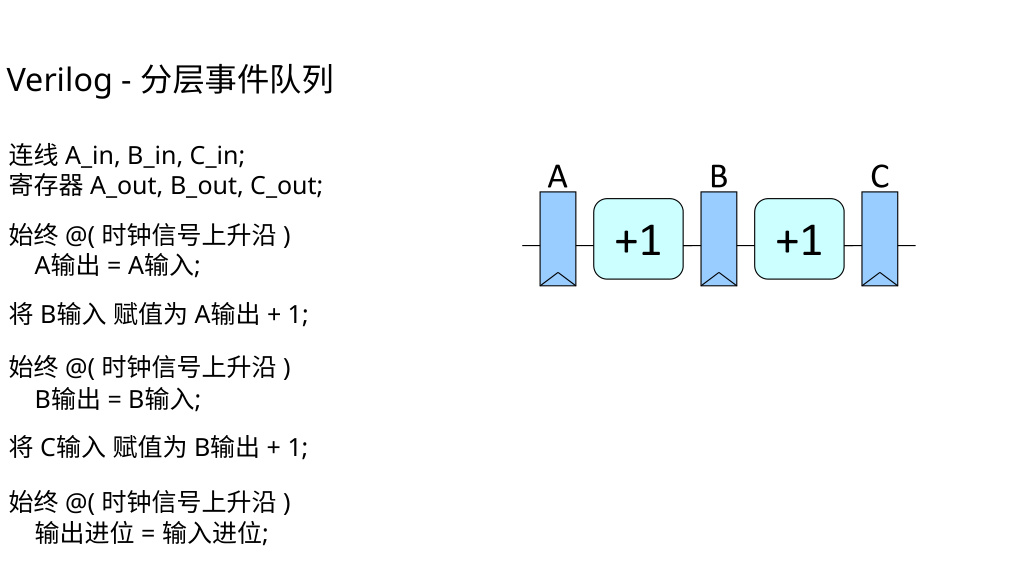 Verilog - 分层事件队列
连线 A_in, B_in, C_in;
寄存器 A_out, B_out, C_out;
始终 @( 时钟信号上升沿 )
A输出 = A输入;
将 B输入 赋值为 A输出 + 1;
始终 @( 时钟信号上升沿 )
B输出 = B输入;
将 C输入 赋值为 B输出 + 1;
始终 @( 时钟信号上升沿 )
输出进位 = 输入进位;
A B C
+1 +1